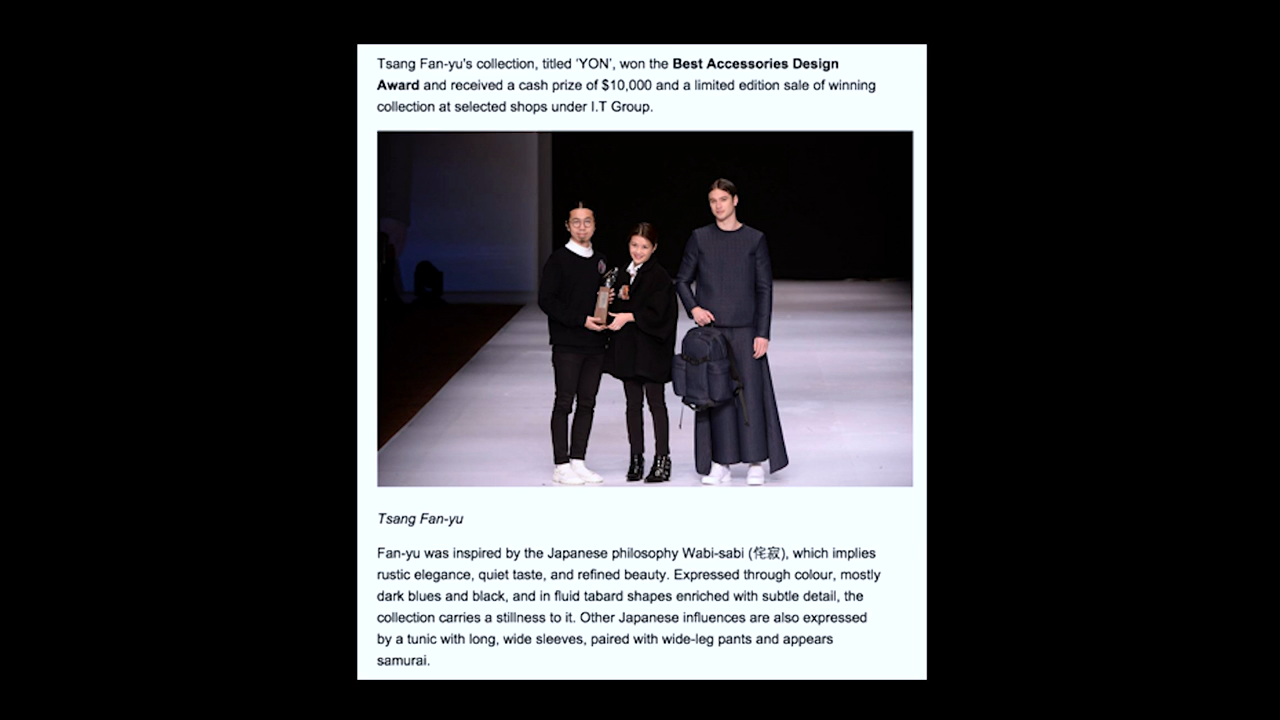 Tsang Fan-yu's collection, titled 'YON', won the Best Accessories Design
Award and received a cash prize of $10,000 and a limited edition sale of winning
collection at selected shops under I.T Group.
Tsang Fan-yu
Fan-yu was inspired by the Japanese philosophy Wabi-sabi (侘寂), which implies
rustic elegance, quiet taste, and refined beauty. Expressed through colour, mostly
dark blues and black, and in fluid tabard shapes enriched with subtle detail, the
collection carries a stillness to it. Other Japanese influences are also expressed
by a tunic with long, wide sleeves, paired with wide-leg pants and appears
samurai.